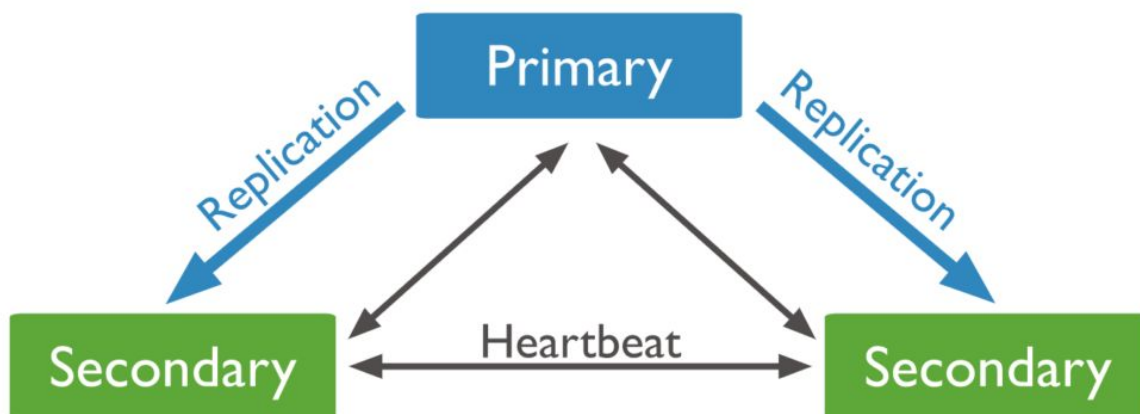 Primary
Replication
Replication
Heartbeat
Secondary
Secondary